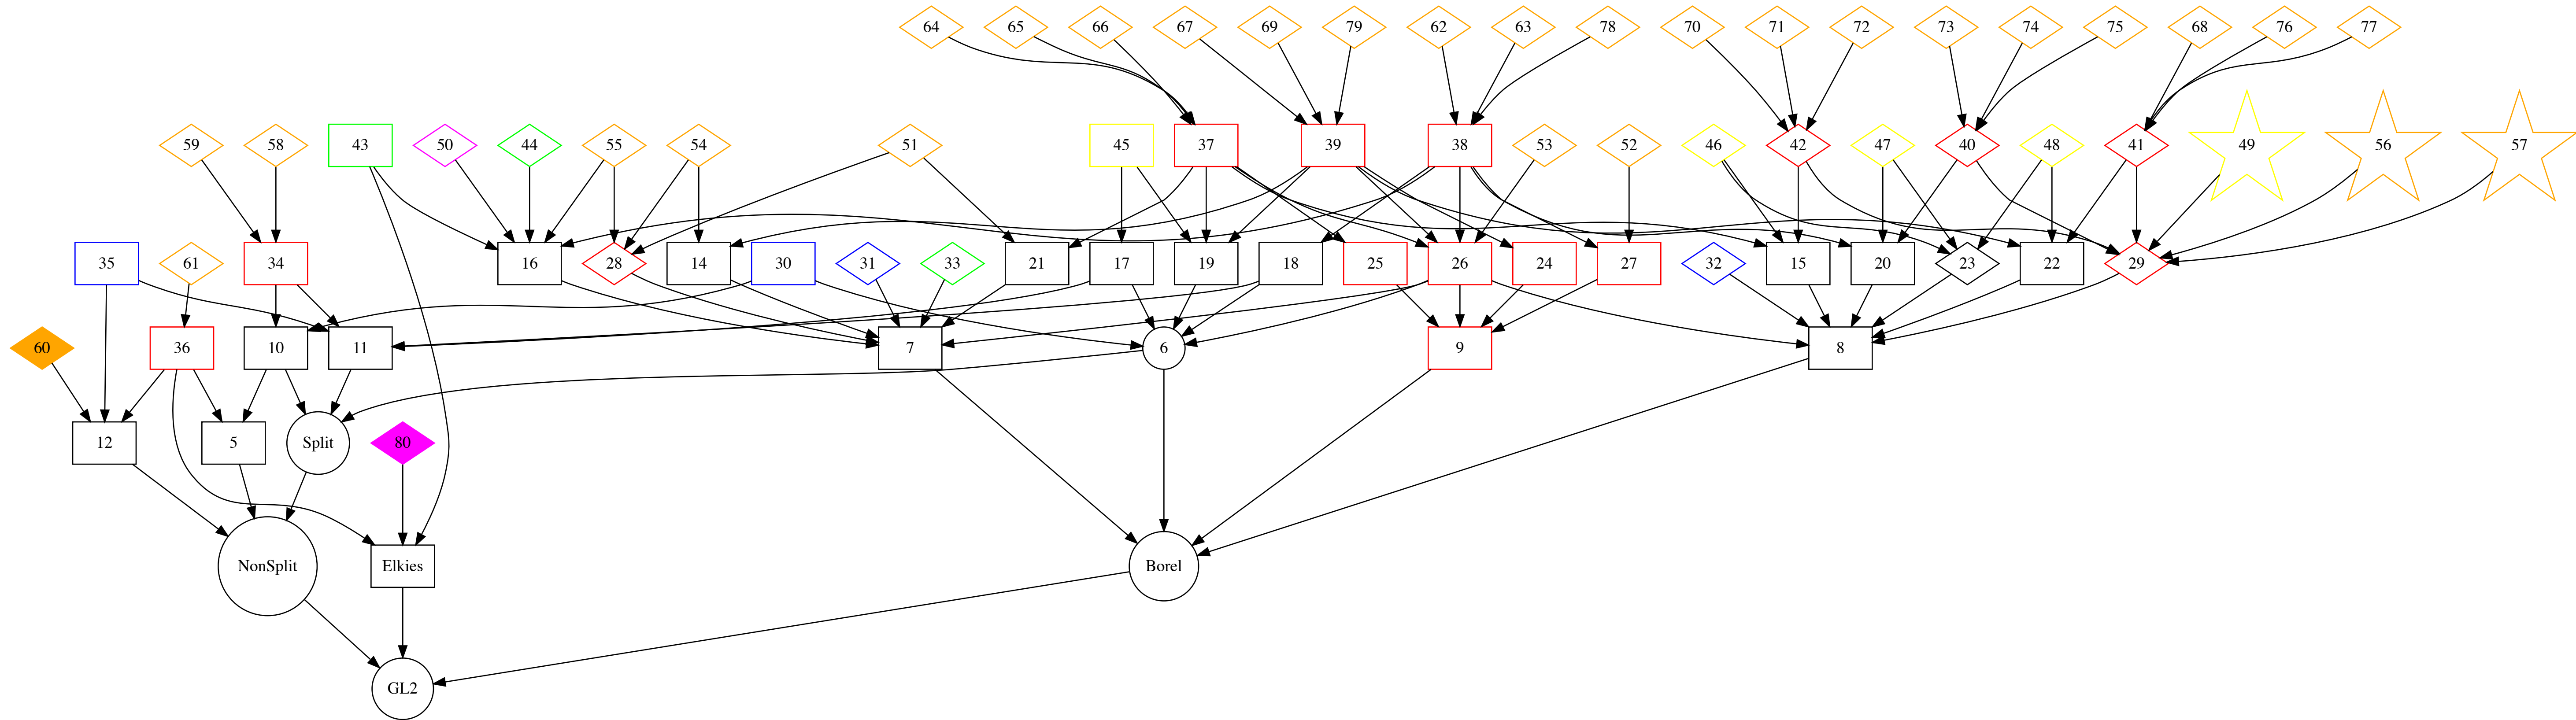 64 65 66 67 69 79 62 63 78 70 71 72 73 74 75 68 76 77
59 58 43 50 44 55 54 51 45 37 39 38 53 52 46 42 47 40 48 41 49 56 57
35 61 34 16 28 14 30 31 33 21 17 19 18 25 26 24 27 32 15 20 23 22 29
60 36 10 11 7 6 9 8
12 5 Split 80
NonSplit Elkies Borel
GL2